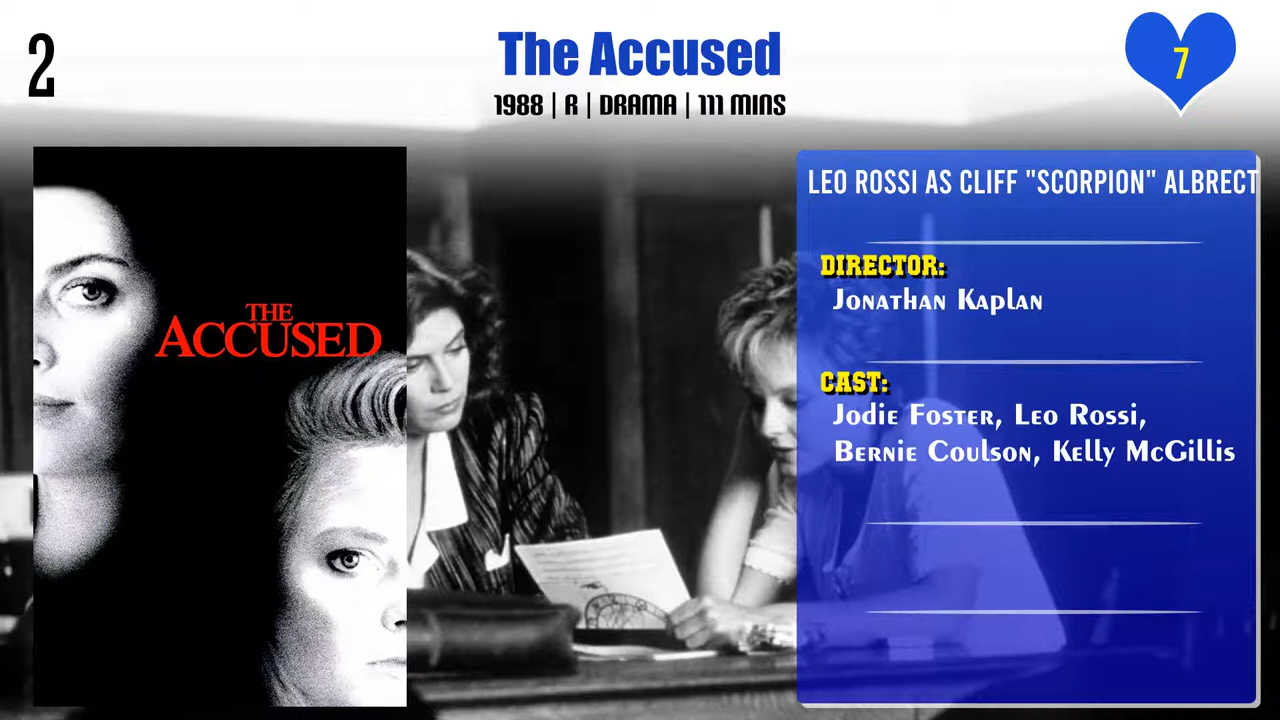 2
The Accused
1988 | R | DRAMA | 111 MINS
7
THE
ACCUSED
LEO ROSSI AS CLIFF "SCORPION" ALBRECT
DIRECTOR:
Jonathan Kaplan
CAST:
Jodie Foster, Leo Rossi,
Bernie Coulson, Kelly McGillis